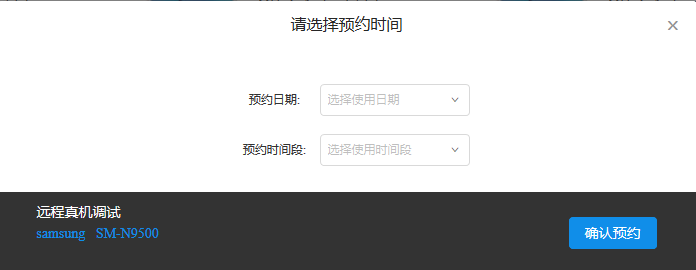 请选择预约时间
预约日期: 选择使用日期
预约时间段: 选择使用时间段
远程真机调试
samsung SM-N9500
确认预约